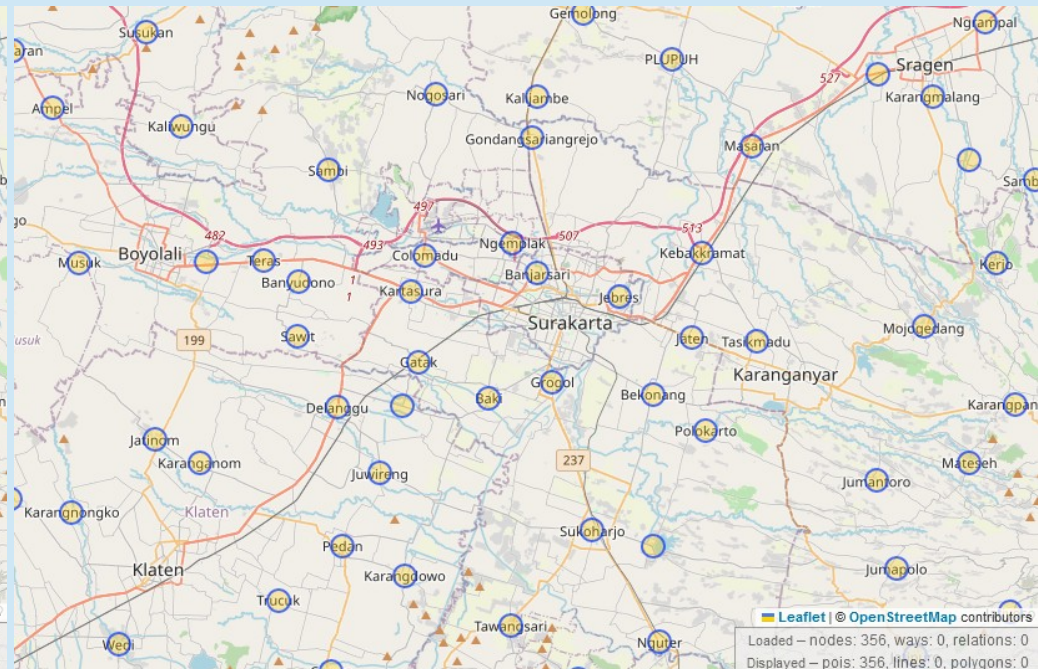 Gemolong
Ngrampal
Susukan
PLUPUH
Sragen
527
Nogosari
Kalijambe
Karangmalang
Ampel
Kaliwungu
Gondangsariangrejo
Masaran
Sambi
Samb
497
482
493
507
513
Boyolali
Ngemplak
Kebakkramat
Musuk
Teras
Colomadu
Kerjo
Banyudono
1
1
Banjarsari
Kartasura
Jebres
Surakarta
Mojogedang
199
Sawit
Jaten
Tasikmadu
Gatak
Karanganyar
Grogol
Baki
Bekonang
Karangpan
Delanggu
Polokarto
Jatinom
Karanganom
237
Mateseh
Juwireng
Jumantoro
Karangnongko
Klaten
Sukoharjo
Pedan
Klaten
Karangdowo
Jumapolo
Trucuk
Tawangsari
Leaflet | © OpenStreetMap contributors
Wedi
Nguter
Loaded – nodes: 356, ways: 0, relations: 0
Displayed – pois: 356, lines: 0, polygons: 0